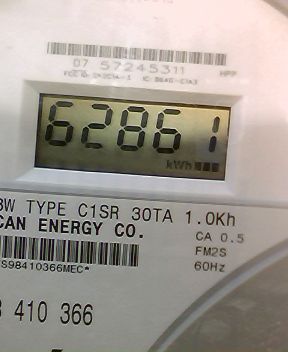 07 57245311
HPP
62861
kWh
3W TYPE C1SR 30TA 1.0Kh
CAN ENERGY CO.
CA 0.5
FM2S
60Hz
S98410366MEC*
410 366